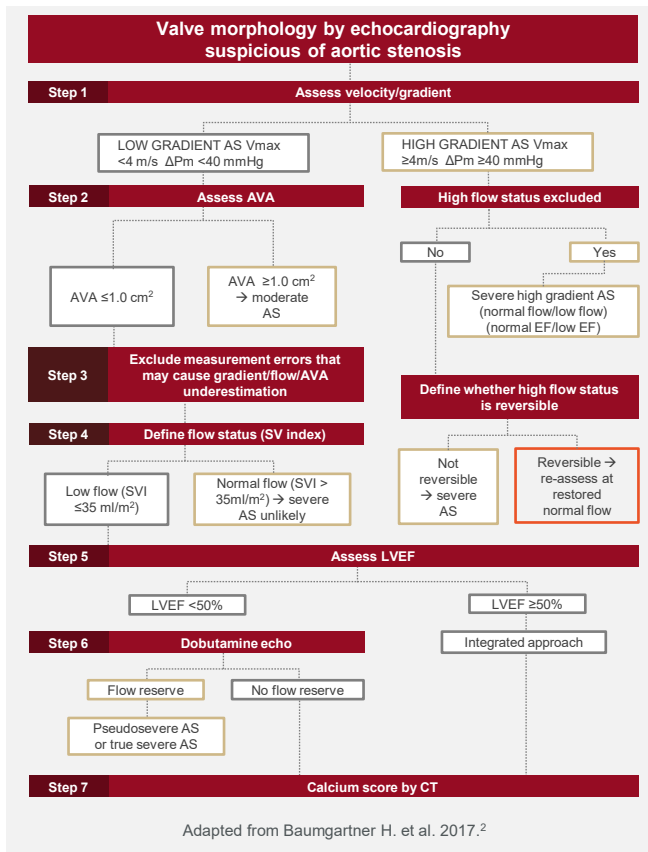 Valve morphology by echocardiography
suspicious of aortic stenosis
Step 1
Assess velocity/gradient
LOW GRADIENT AS Vmax
<4 m/s ΔPm <40 mmHg
HIGH GRADIENT AS Vmax
≥4m/s ΔPm ≥40 mmHg
Step 2
Assess AVA
High flow status excluded
No
Yes
AVA ≤1.0 cm²
AVA ≥1.0 cm²
→ moderate
AS
Severe high gradient AS
(normal flow/low flow)
(normal EF/low EF)
Step 3
Exclude measurement errors that
may cause gradient/flow/AVA
underestimation
Define whether high flow status
is reversible
Step 4
Define flow status (SV index)
Low flow (SVI
≤35 ml/m²)
Normal flow (SVI >
35ml/m²) → severe
AS unlikely
Not
reversible
→ severe
AS
Reversible →
re-assess at
restored
normal flow
Step 5
Assess LVEF
LVEF <50%
LVEF ≥50%
Step 6
Dobutamine echo
Integrated approach
Flow reserve
No flow reserve
Pseudosevere AS
or true severe AS
Step 7
Calcium score by CT
Adapted from Baumgartner H. et al. 2017.²